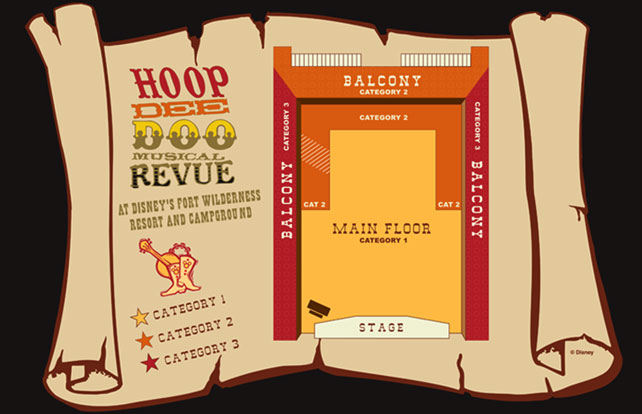 HOOP
DEE
DOO
MUSICAL
REVUE
AT DISNEY'S FORT WILDERNESS
RESORT AND CAMPGROUND
CATEGORY 1
CATEGORY 2
CATEGORY 3
BALCONY
CATEGORY 2
CATEGORY 2
BALCONY
CATEGORY 3
CATEGORY 3
BALCONY
CAT 2
CAT 2
MAIN FLOOR
CATEGORY 1
STAGE
© Disney